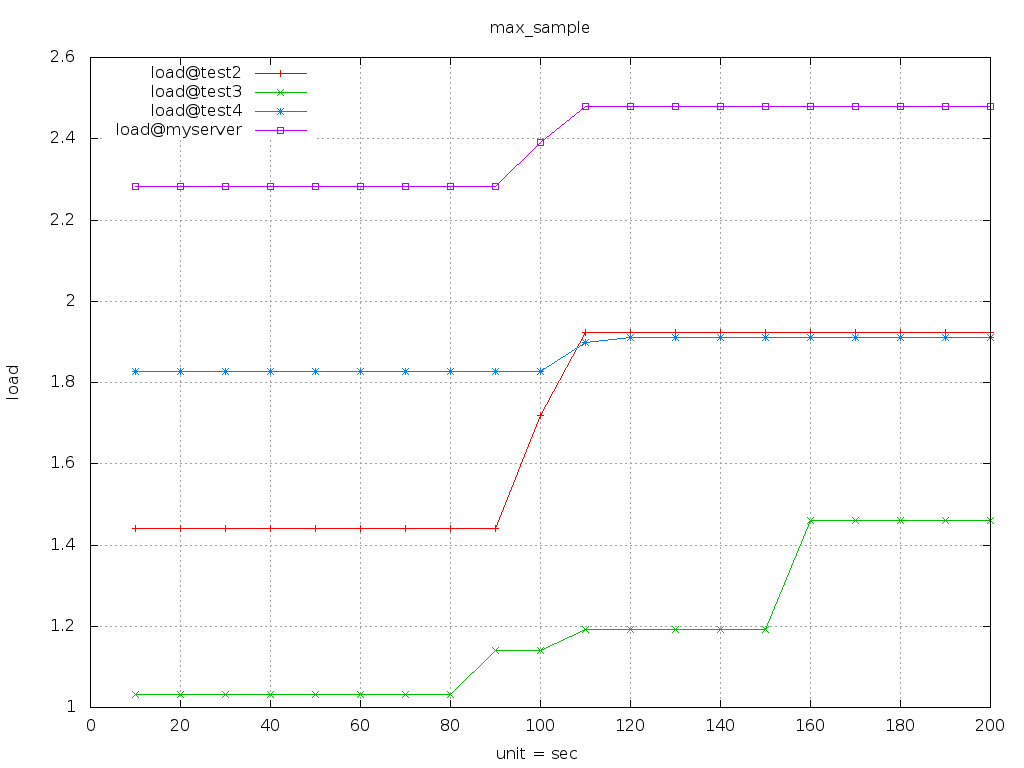 max_sample
2.6
load@test2
load@test3
load@test4
load@myserver
2.4
2.2
2
load
1.8
1.6
1.4
1.2
1
0 20 40 60 80 100 120 140 160 180 200
unit = sec